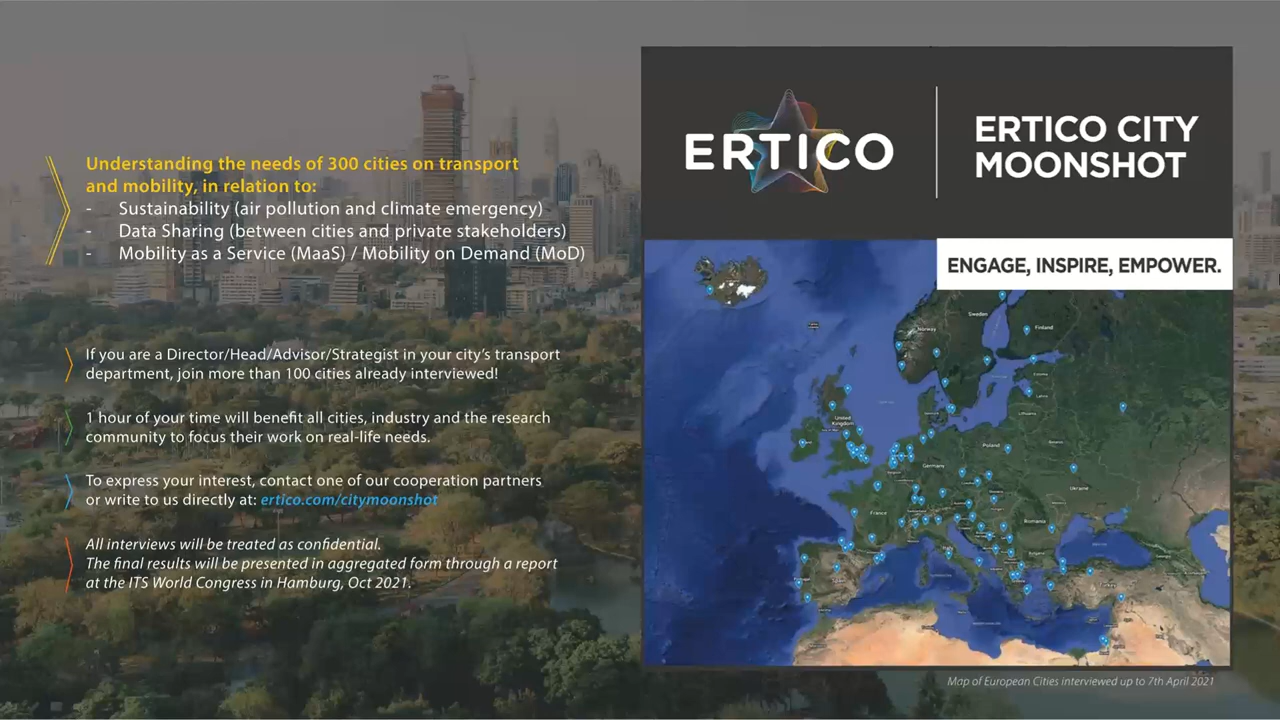 Understanding the needs of 300 cities on transport
and mobility, in relation to:
- Sustainability (air pollution and climate emergency)
- Data Sharing (between cities and private stakeholders)
- Mobility as a Service (MaaS) / Mobility on Demand (MoD)
If you are a Director/Head/Advisor/Strategist in your city's transport
department, join more than 100 cities already interviewed!
1 hour of your time will benefit all cities, industry and the research
community to focus their work on real-life needs.
To express your interest, contact one of our cooperation partners
or write to us directly at: ertico.com/citymoonshot
All interviews will be treated as confidential.
The final results will be presented in aggregated form through a report
at the ITS World Congress in Hamburg, Oct 2021.
ERTICO
ERTICO CITY
MOONSHOT
ENGAGE, INSPIRE, EMPOWER.
Sweden
Norway
Finland
United
Kingdom
Poland
Germany
Ukraine
France
Romania
Italy
Turkey
Map of European Cities interviewed up to 7th April 2021